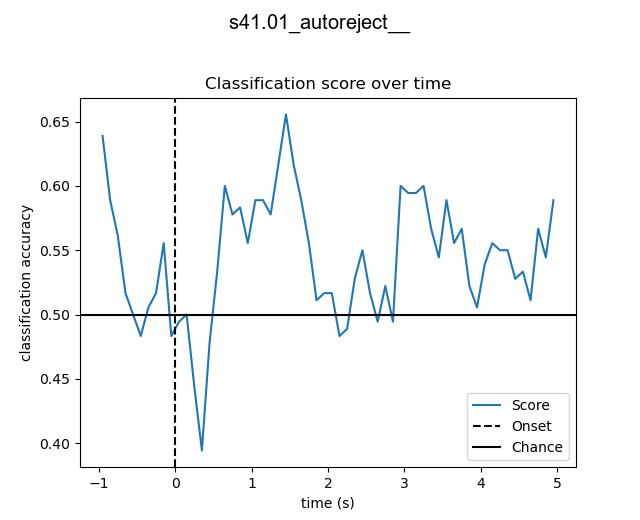 s41.01_autoreject__
Classification score over time
classification accuracy
0.65
0.60
0.55
0.50
0.45
0.40
Score
Onset
Chance
−1
0
1
2
3
4
5
time (s)